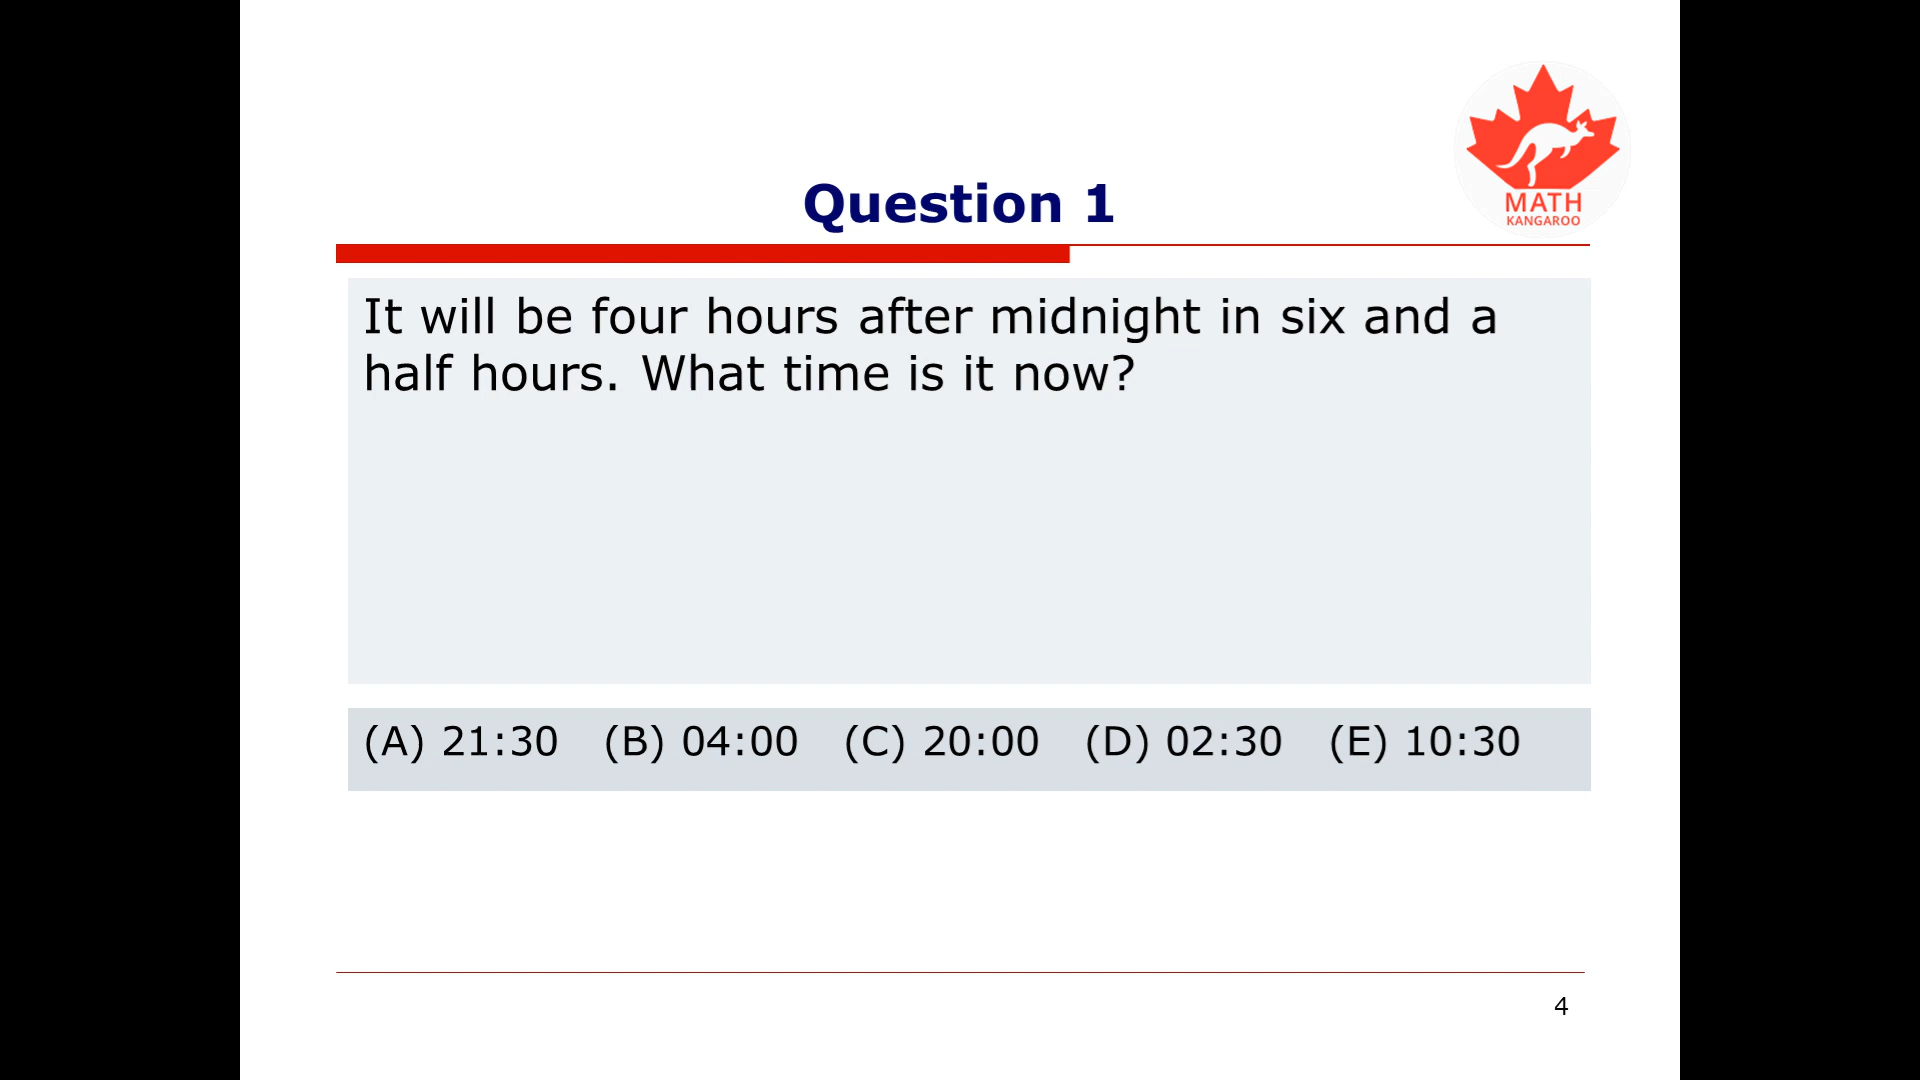 MATH
KANGAROO
Question 1
It will be four hours after midnight in six and a
half hours. What time is it now?
(A) 21:30 (B) 04:00 (C) 20:00 (D) 02:30 (E) 10:30
4